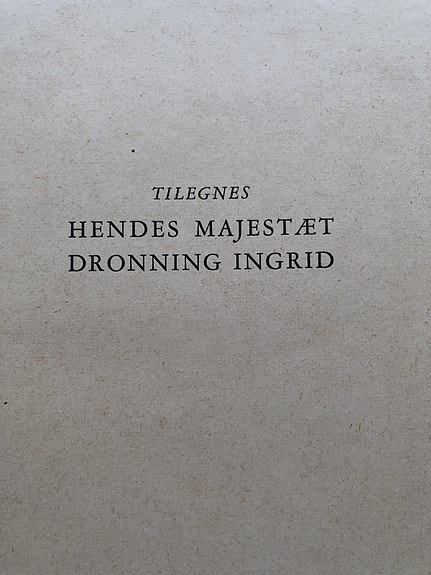 TILEGNES
HENDES MAJESTÆT
DRONNING INGRID